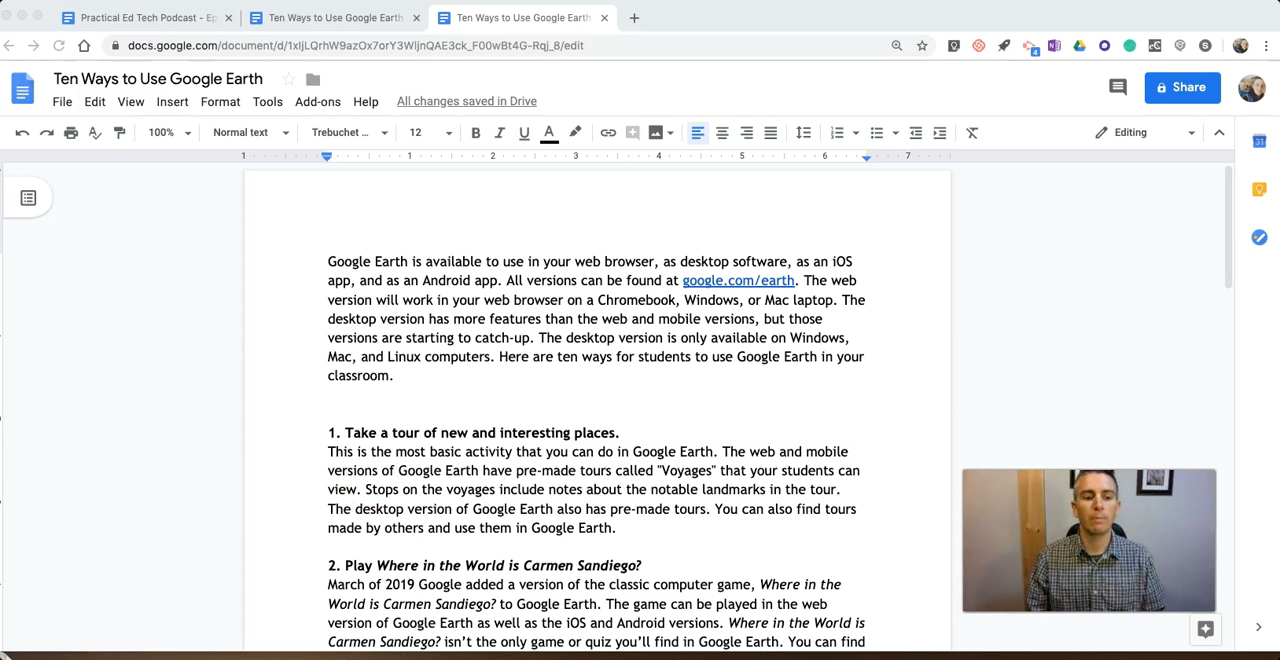 Practical Ed Tech Podcast - Ep
Ten Ways to Use Google Earth
Ten Ways to Use Google Earth
docs.google.com/document/d/1xIjLQrhW9azOx7orY3WljnQAE3ck_F00wBt4G-Rqj_8/edit
Ten Ways to Use Google Earth
File Edit View Insert Format Tools Add-ons Help All changes saved in Drive
Share
100% Normal text Trebuchet ... 12 B I U A Editing
1 1 2 3 4 5 6 7
Google Earth is available to use in your web browser, as desktop software, as an iOS
app, and as an Android app. All versions can be found at google.com/earth. The web
version will work in your web browser on a Chromebook, Windows, or Mac laptop. The
desktop version has more features than the web and mobile versions, but those
versions are starting to catch-up. The desktop version is only available on Windows,
Mac, and Linux computers. Here are ten ways for students to use Google Earth in your
classroom.
1. Take a tour of new and interesting places.
This is the most basic activity that you can do in Google Earth. The web and mobile
versions of Google Earth have pre-made tours called "Voyages" that your students can
view. Stops on the voyages include notes about the notable landmarks in the tour.
The desktop version of Google Earth also has pre-made tours. You can also find tours
made by others and use them in Google Earth.
2. Play Where in the World is Carmen Sandiego?
March of 2019 Google added a version of the classic computer game, Where in the
World is Carmen Sandiego? to Google Earth. The game can be played in the web
version of Google Earth as well as the iOS and Android versions. Where in the World is
Carmen Sandiego? isn't the only game or quiz you'll find in Google Earth. You can find